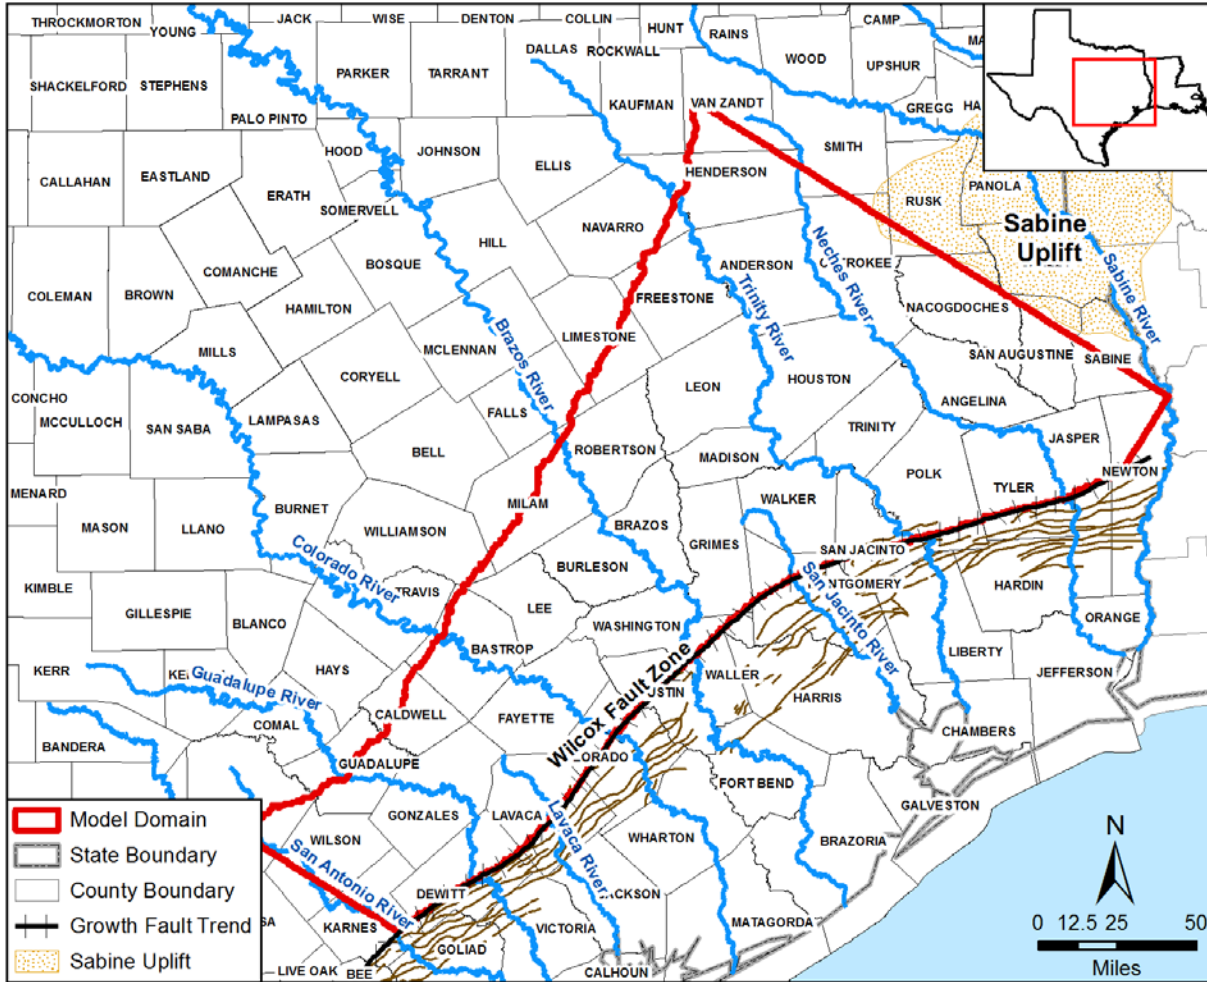 THROCKMORTON
YOUNG
JACK
WISE
DENTON
COLLIN
HUNT
RAINS
CAMP
DALLAS
ROCKWALL
WOOD
UPSHUR
SHACKELFORD
STEPHENS
PARKER
TARRANT
KAUFMAN
VAN ZANDT
GREGG
PALO PINTO
HOOD
JOHNSON
ELLIS
SMITH
CALLAHAN
EASTLAND
ERATH
HENDERSON
RUSK
PANOLA
SOMERVELL
NAVARRO
Sabine
Uplift
HILL
BOSQUE
ANDERSON
Neches River
Sabine River
COMANCHE
COLEMAN
BROWN
HAMILTON
FREESTONE
Trinity River
NACOGDOCHES
Brazos River
LIMESTONE
MILLS
MCLENNAN
SAN AUGUSTINE
SABINE
CORYELL
LEON
HOUSTON
CONCHO
MCCULLOCH
SAN SABA
LAMPASAS
FALLS
ANGELINA
BELL
ROBERTSON
MADISON
TRINITY
JASPER
POLK
NEWTON
MENARD
MASON
LLANO
BURNET
WILLIAMSON
MILAM
WALKER
TYLER
BRAZOS
GRIMES
SAN JACINTO
Colorado River
BURLESON
KIMBLE
GILLESPIE
BLANCO
TRAVIS
LEE
San Jacinto River
HARDIN
WASHINGTON
ORANGE
HAYS
BASTROP
LIBERTY
JEFFERSON
KERR
Guadalupe River
Wilcox Fault Zone
WALLER
HARRIS
COMAL
CALDWELL
FAYETTE
CHAMBERS
BANDERA
GUADALUPE
FORT BEND
GALVESTON
GONZALES
LAVACA
Lavaca River
WILSON
WHARTON
BRAZORIA
San Antonio River
DEWITT
KARNES
VICTORIA
MATAGORDA
GOLIAD
LIVE OAK
BEE
CALHOUN
Model Domain
State Boundary
County Boundary
Growth Fault Trend
Sabine Uplift
N
0 12.5 25 50
Miles